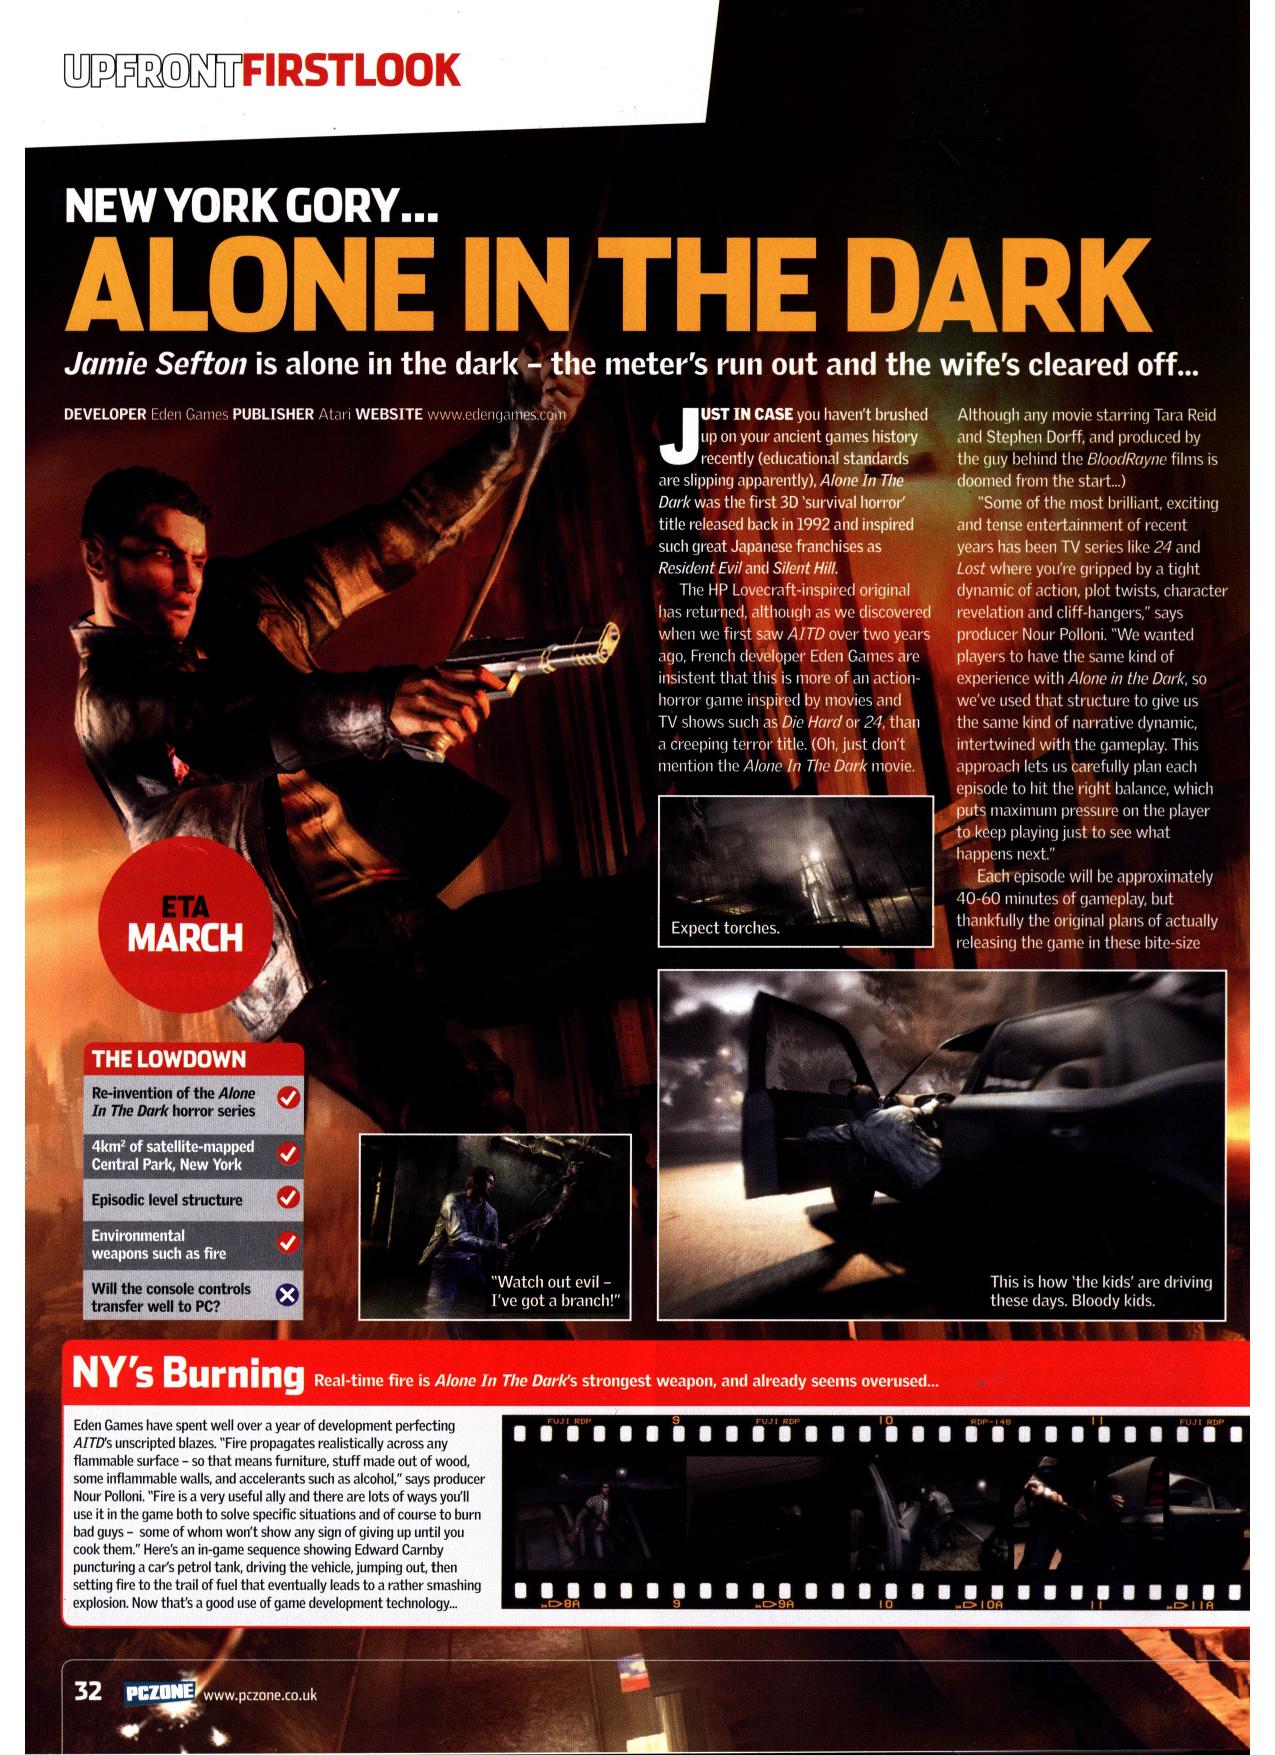 UPFRONTFIRSTLOOK
NEW YORK GORY...
ALONE IN THE DARK
Jamie Sefton is alone in the dark – the meter's run out and the wife's cleared off...
DEVELOPER Eden Games PUBLISHER Atari WEBSITE www.edengames.com
JUST IN CASE you haven't brushed
up on your ancient games history
recently (educational standards
are slipping apparently), Alone In The
Dark was the first 3D 'survival horror'
title released back in 1992 and inspired
such great Japanese franchises as
Resident Evil and Silent Hill.
The HP Lovecraft-inspired original
has returned, although as we discovered
when we first saw AITD over two years
ago, French developer Eden Games are
insistent that this is more of an action-
horror game inspired by movies and
TV shows such as Die Hard or 24, than
a creeping terror title. (Oh, just don't
mention the Alone In The Dark movie.
Although any movie starring Tara Reid
and Stephen Dorff, and produced by
the guy behind the BloodRayne films is
doomed from the start...)
"Some of the most brilliant, exciting
and tense entertainment of recent
years has been TV series like 24 and
Lost where you're gripped by a tight
dynamic of action, plot twists, character
revelation and cliff-hangers," says
producer Nour Polloni. "We wanted
players to have the same kind of
experience with Alone in the Dark, so
we've used that structure to give us
the same kind of narrative dynamic,
intertwined with the gameplay. This
approach lets us carefully plan each
episode to hit the right balance, which
puts maximum pressure on the player
to keep playing just to see what
happens next."
Each episode will be approximately
40-60 minutes of gameplay, but
thankfully the original plans of actually
releasing the game in these bite-size
Expect torches.
ETA
MARCH
THE LOWDOWN
Re-invention of the Alone
In The Dark horror series
4km² of satellite-mapped
Central Park, New York
Episodic level structure
Environmental
weapons such as fire
Will the console controls
transfer well to PC?
"Watch out evil –
I've got a branch!"
This is how 'the kids' are driving
these days. Bloody kids.
NY's Burning Real-time fire is Alone In The Dark's strongest weapon, and already seems overused...
Eden Games have spent well over a year of development perfecting
AITD's unscripted blazes. "Fire propagates realistically across any
flammable surface – so that means furniture, stuff made out of wood,
some inflammable walls, and accelerants such as alcohol," says producer
Nour Polloni. "Fire is a very useful ally and there are lots of ways you'll
use it in the game both to solve specific situations and of course to burn
bad guys – some of whom won't show any sign of giving up until you
cook them." Here's an in-game sequence showing Edward Carnby
puncturing a car's petrol tank, driving the vehicle, jumping out, then
setting fire to the trail of fuel that eventually leads to a rather smashing
explosion. Now that's a good use of game development technology...
FUJI RDP 9 FUJI RDP 10 RDP-148 11 FUJI RDP
8A 9 9A 10 10A 11 11A
32 PCZONE www.pczone.co.uk